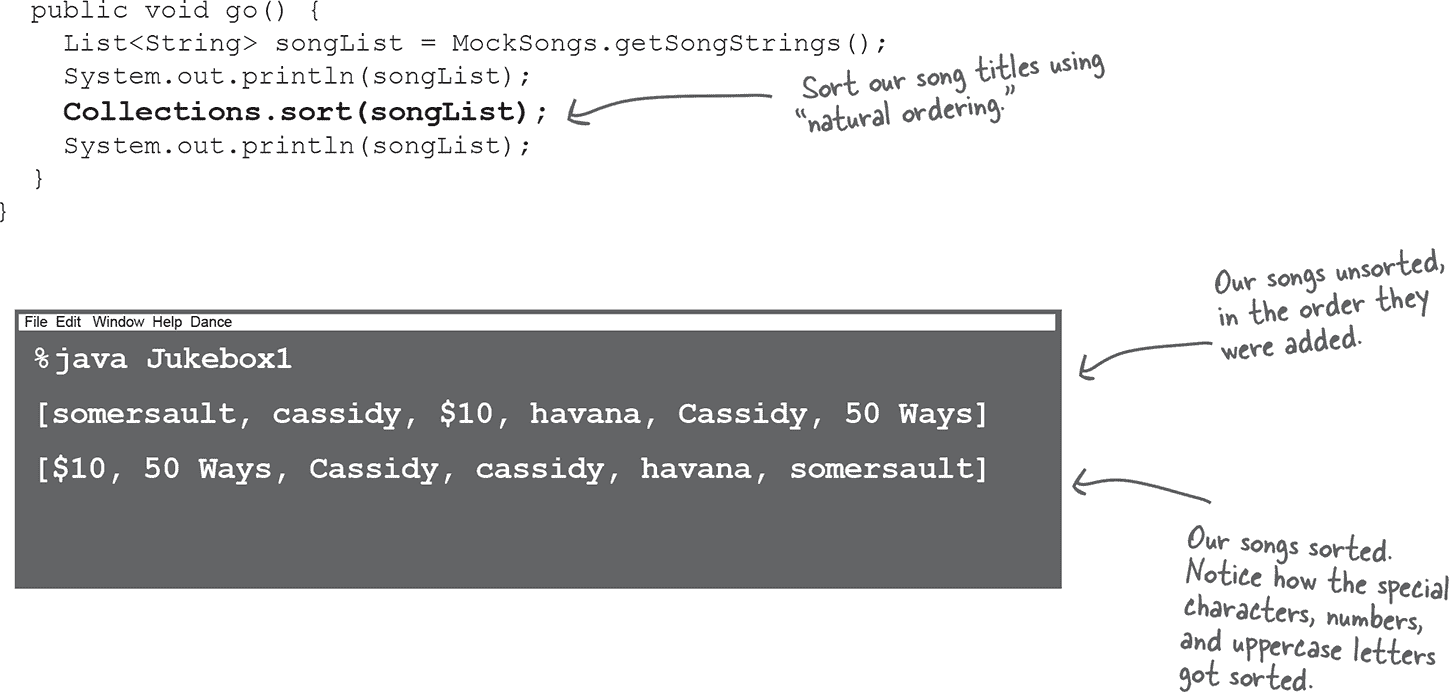 public void go() {
List<String> songList = MockSongs.getSongStrings();
System.out.println(songList);
Collections.sort(songList);
System.out.println(songList);
}
}
Sort our song titles using
“natural ordering.”
File Edit Window Help Dance
%java Jukebox1
[somersault, cassidy, $10, havana, Cassidy, 50 Ways]
[$10, 50 Ways, Cassidy, cassidy, havana, somersault]
Our songs unsorted,
in the order they
were added.
Our songs sorted.
Notice how the special
characters, numbers,
and uppercase letters
got sorted.